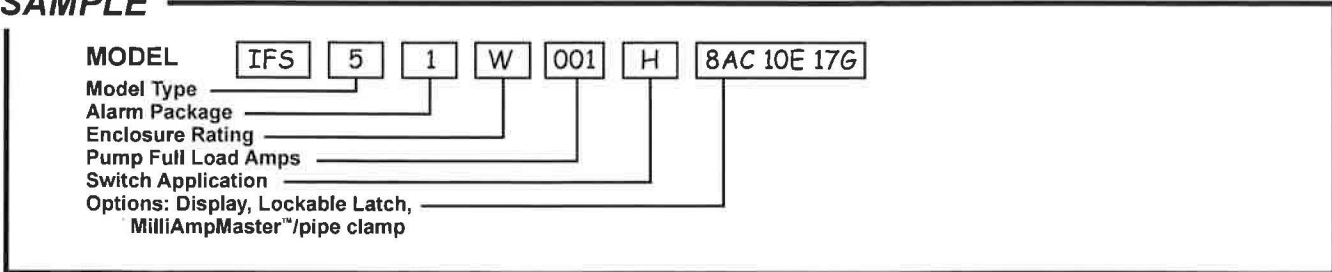 SAMPLE
MODEL IFS 5 1 W 001 H 8AC 10E 17G
Model Type
Alarm Package
Enclosure Rating
Pump Full Load Amps
Switch Application
Options: Display, Lockable Latch,
MilliAmpMaster™/pipe clamp